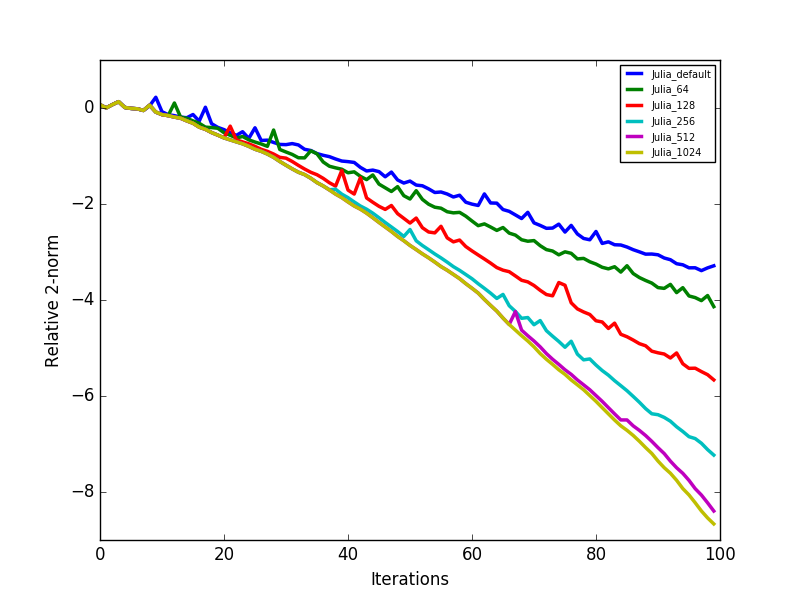 Julia_default
Julia_64
Julia_128
Julia_256
Julia_512
Julia_1024
0
−2
−4
−6
−8
Relative 2-norm
0 20 40 60 80 100
Iterations